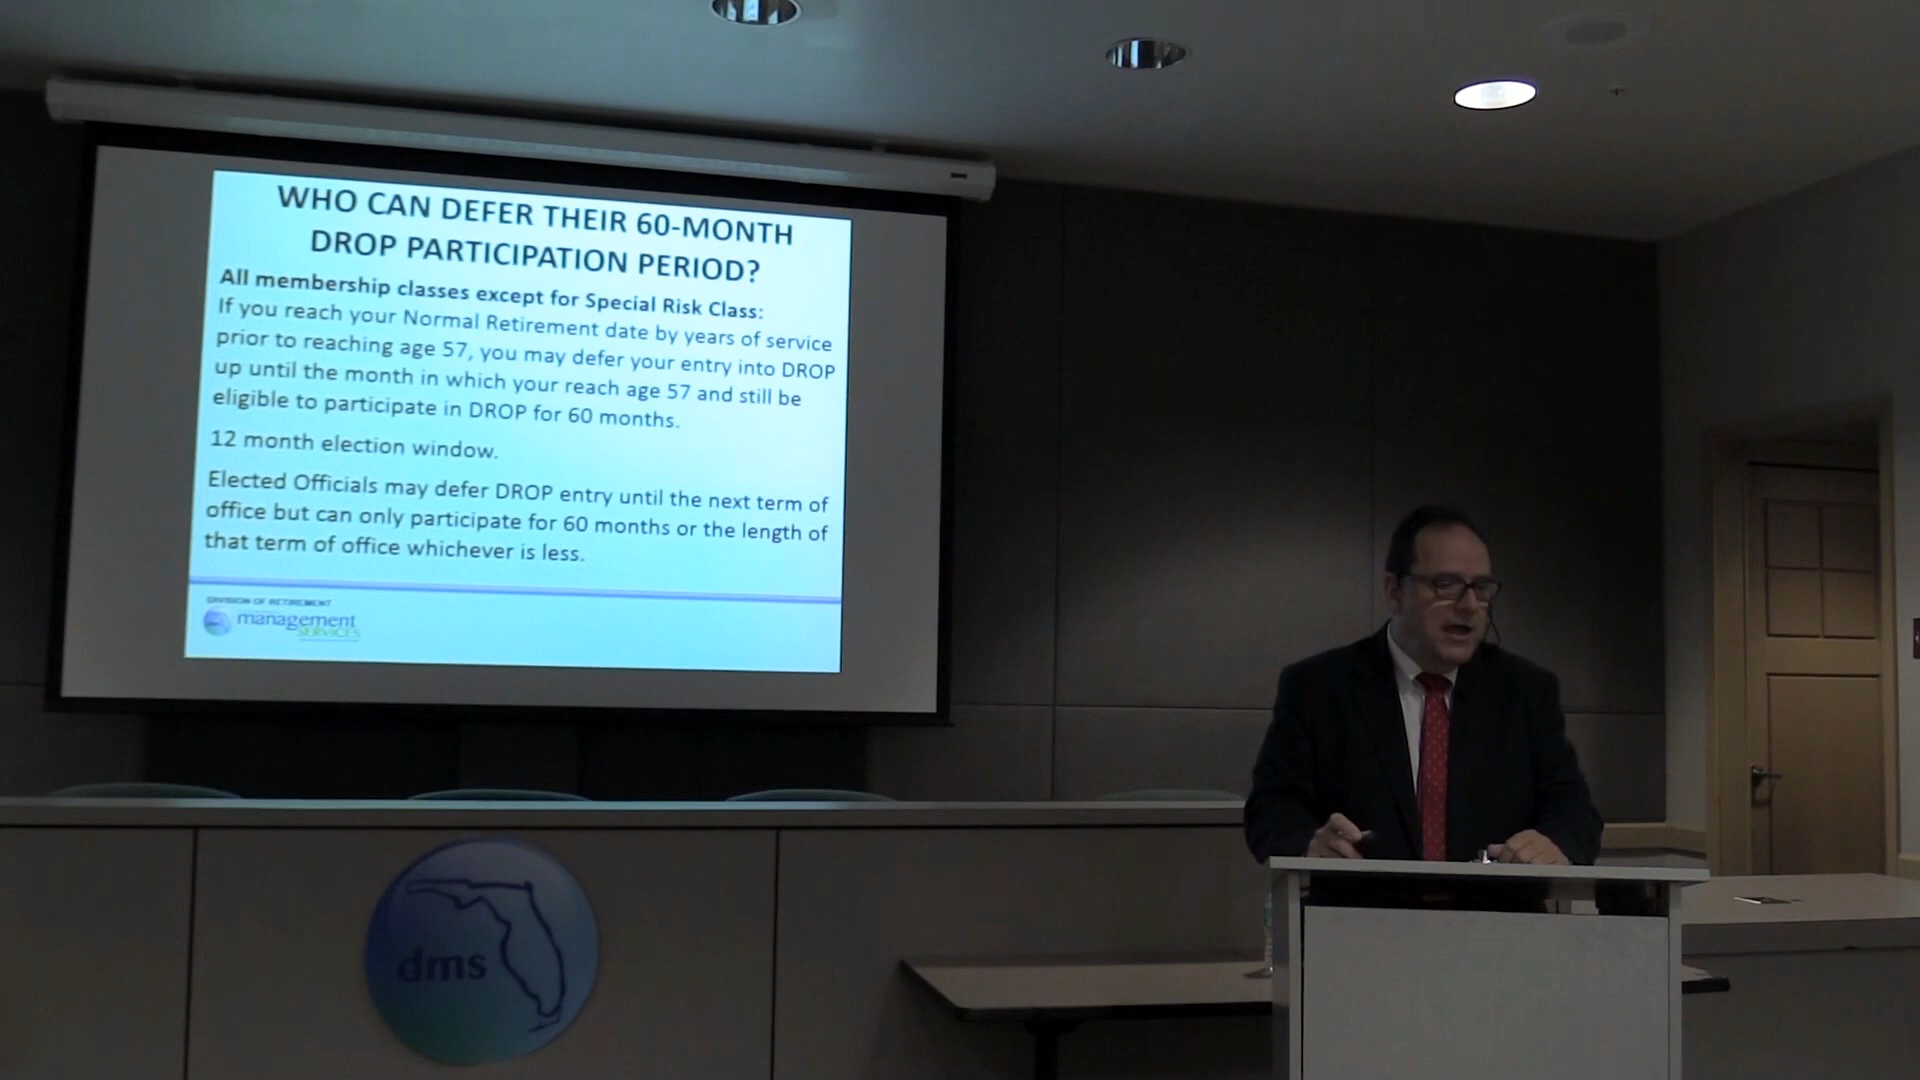 WHO CAN DEFER THEIR 60-MONTH
DROP PARTICIPATION PERIOD?
All membership classes except for Special Risk Class:
If you reach your Normal Retirement date by years of service
prior to reaching age 57, you may defer your entry into DROP
up until the month in which your reach age 57 and still be
eligible to participate in DROP for 60 months.
12 month election window.
Elected Officials may defer DROP entry until the next term of
office but can only participate for 60 months or the length of
that term of office whichever is less.
DIVISION OF RETIREMENT
management
SERVICES
dms